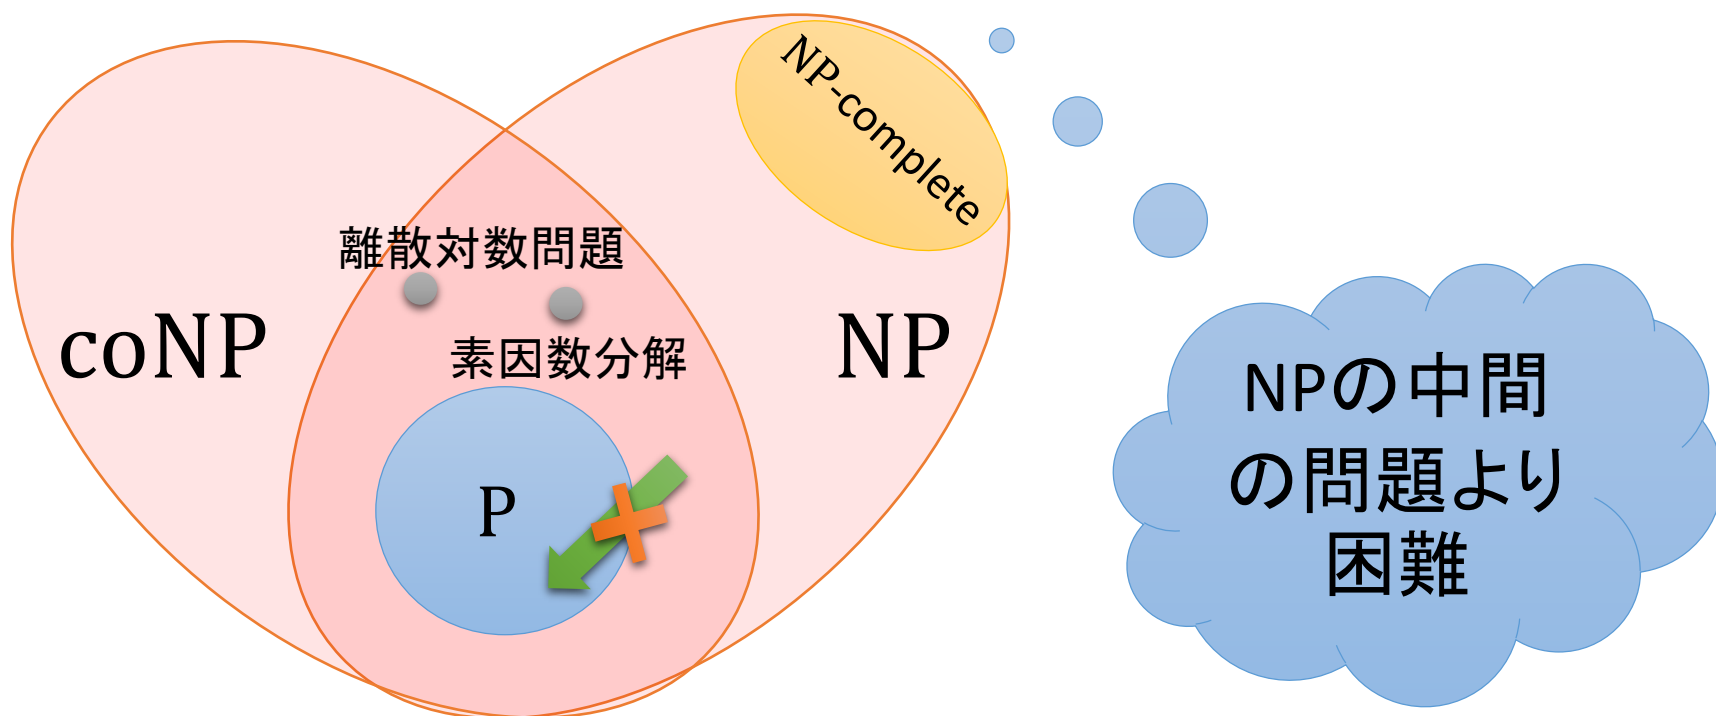 NP-complete
離散対数問題
coNP
素因数分解
NP
P
NPの中間
の問題より
困難